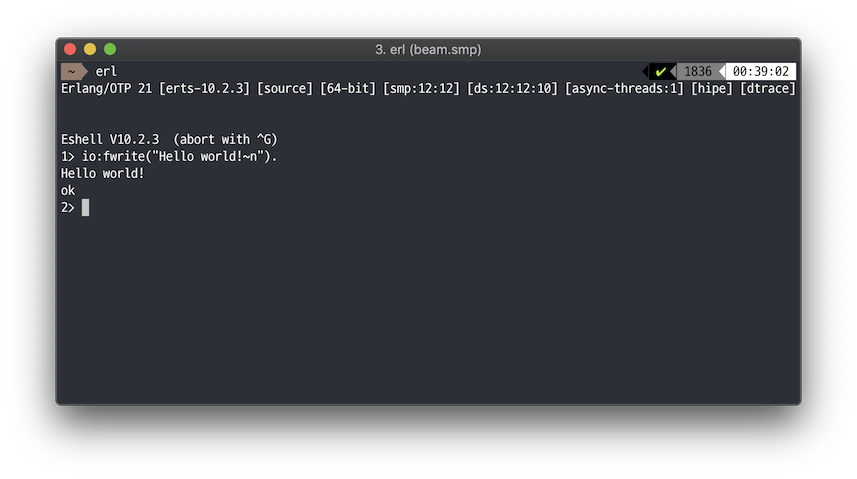 3. erl (beam.smp)
~ erl ✔ 1836 00:39:02
Erlang/OTP 21 [erts-10.2.3] [source] [64-bit] [smp:12:12] [ds:12:12:10] [async-threads:1] [hipe] [dtrace]
Eshell V10.2.3  (abort with ^G)
1> io:fwrite("Hello world!~n").
Hello world!
ok
2>